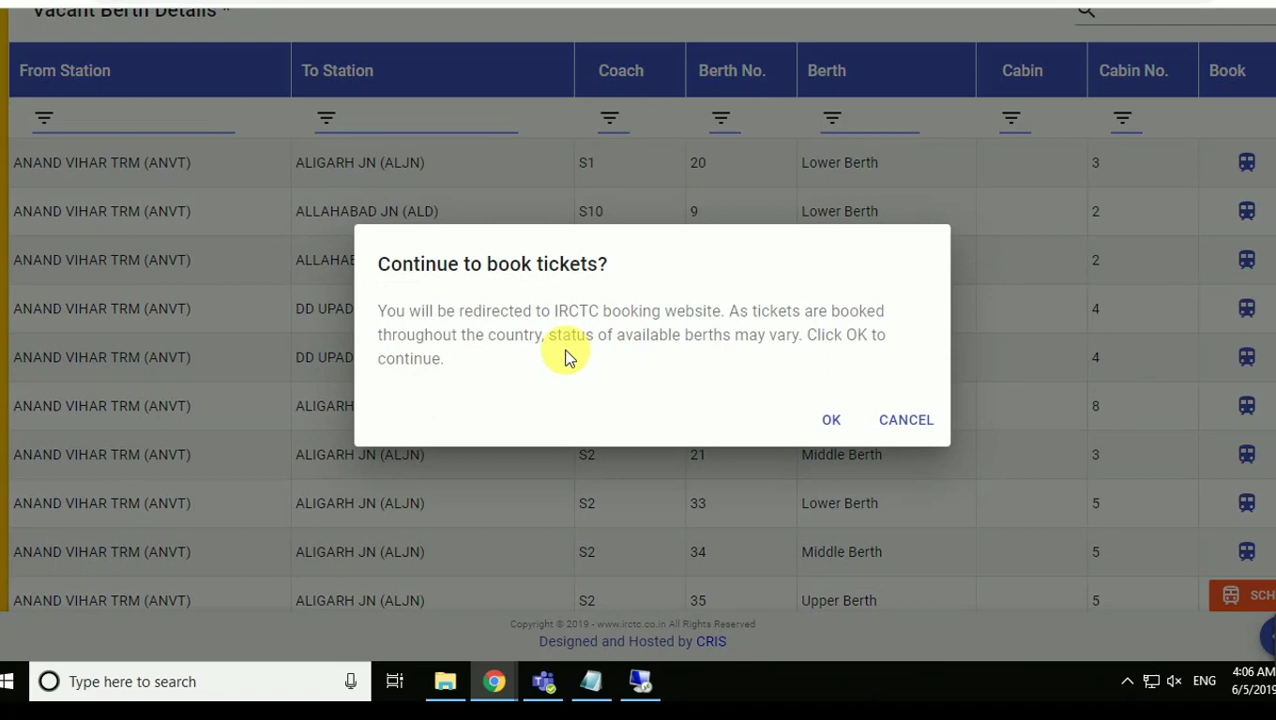 Vacant Berth Details *
From Station To Station Coach Berth No. Berth Cabin Cabin No. Book
ANAND VIHAR TRM (ANVT) ALIGARH JN (ALJN) S1 20 Lower Berth 3
ANAND VIHAR TRM (ANVT) ALLAHABAD JN (ALD) S10 9 Lower Berth 2
ANAND VIHAR TRM (ANVT) ALLAHAB 2
ANAND VIHAR TRM (ANVT) DD UPAD 4
ANAND VIHAR TRM (ANVT) DD UPAD 4
ANAND VIHAR TRM (ANVT) ALIGARH 8
Continue to book tickets?
You will be redirected to IRCTC booking website. As tickets are booked
throughout the country, status of available berths may vary. Click OK to
continue.
OK CANCEL
ANAND VIHAR TRM (ANVT) ALIGARH JN (ALJN) S2 21 Middle Berth 3
ANAND VIHAR TRM (ANVT) ALIGARH JN (ALJN) S2 33 Lower Berth 5
ANAND VIHAR TRM (ANVT) ALIGARH JN (ALJN) S2 34 Middle Berth 5
ANAND VIHAR TRM (ANVT) ALIGARH JN (ALJN) S2 35 Upper Berth 5
SCH
Copyright © 2019 - www.irctc.co.in All Rights Reserved
Designed and Hosted by CRIS
Type here to search
ENG
4:06 AM
6/5/2019